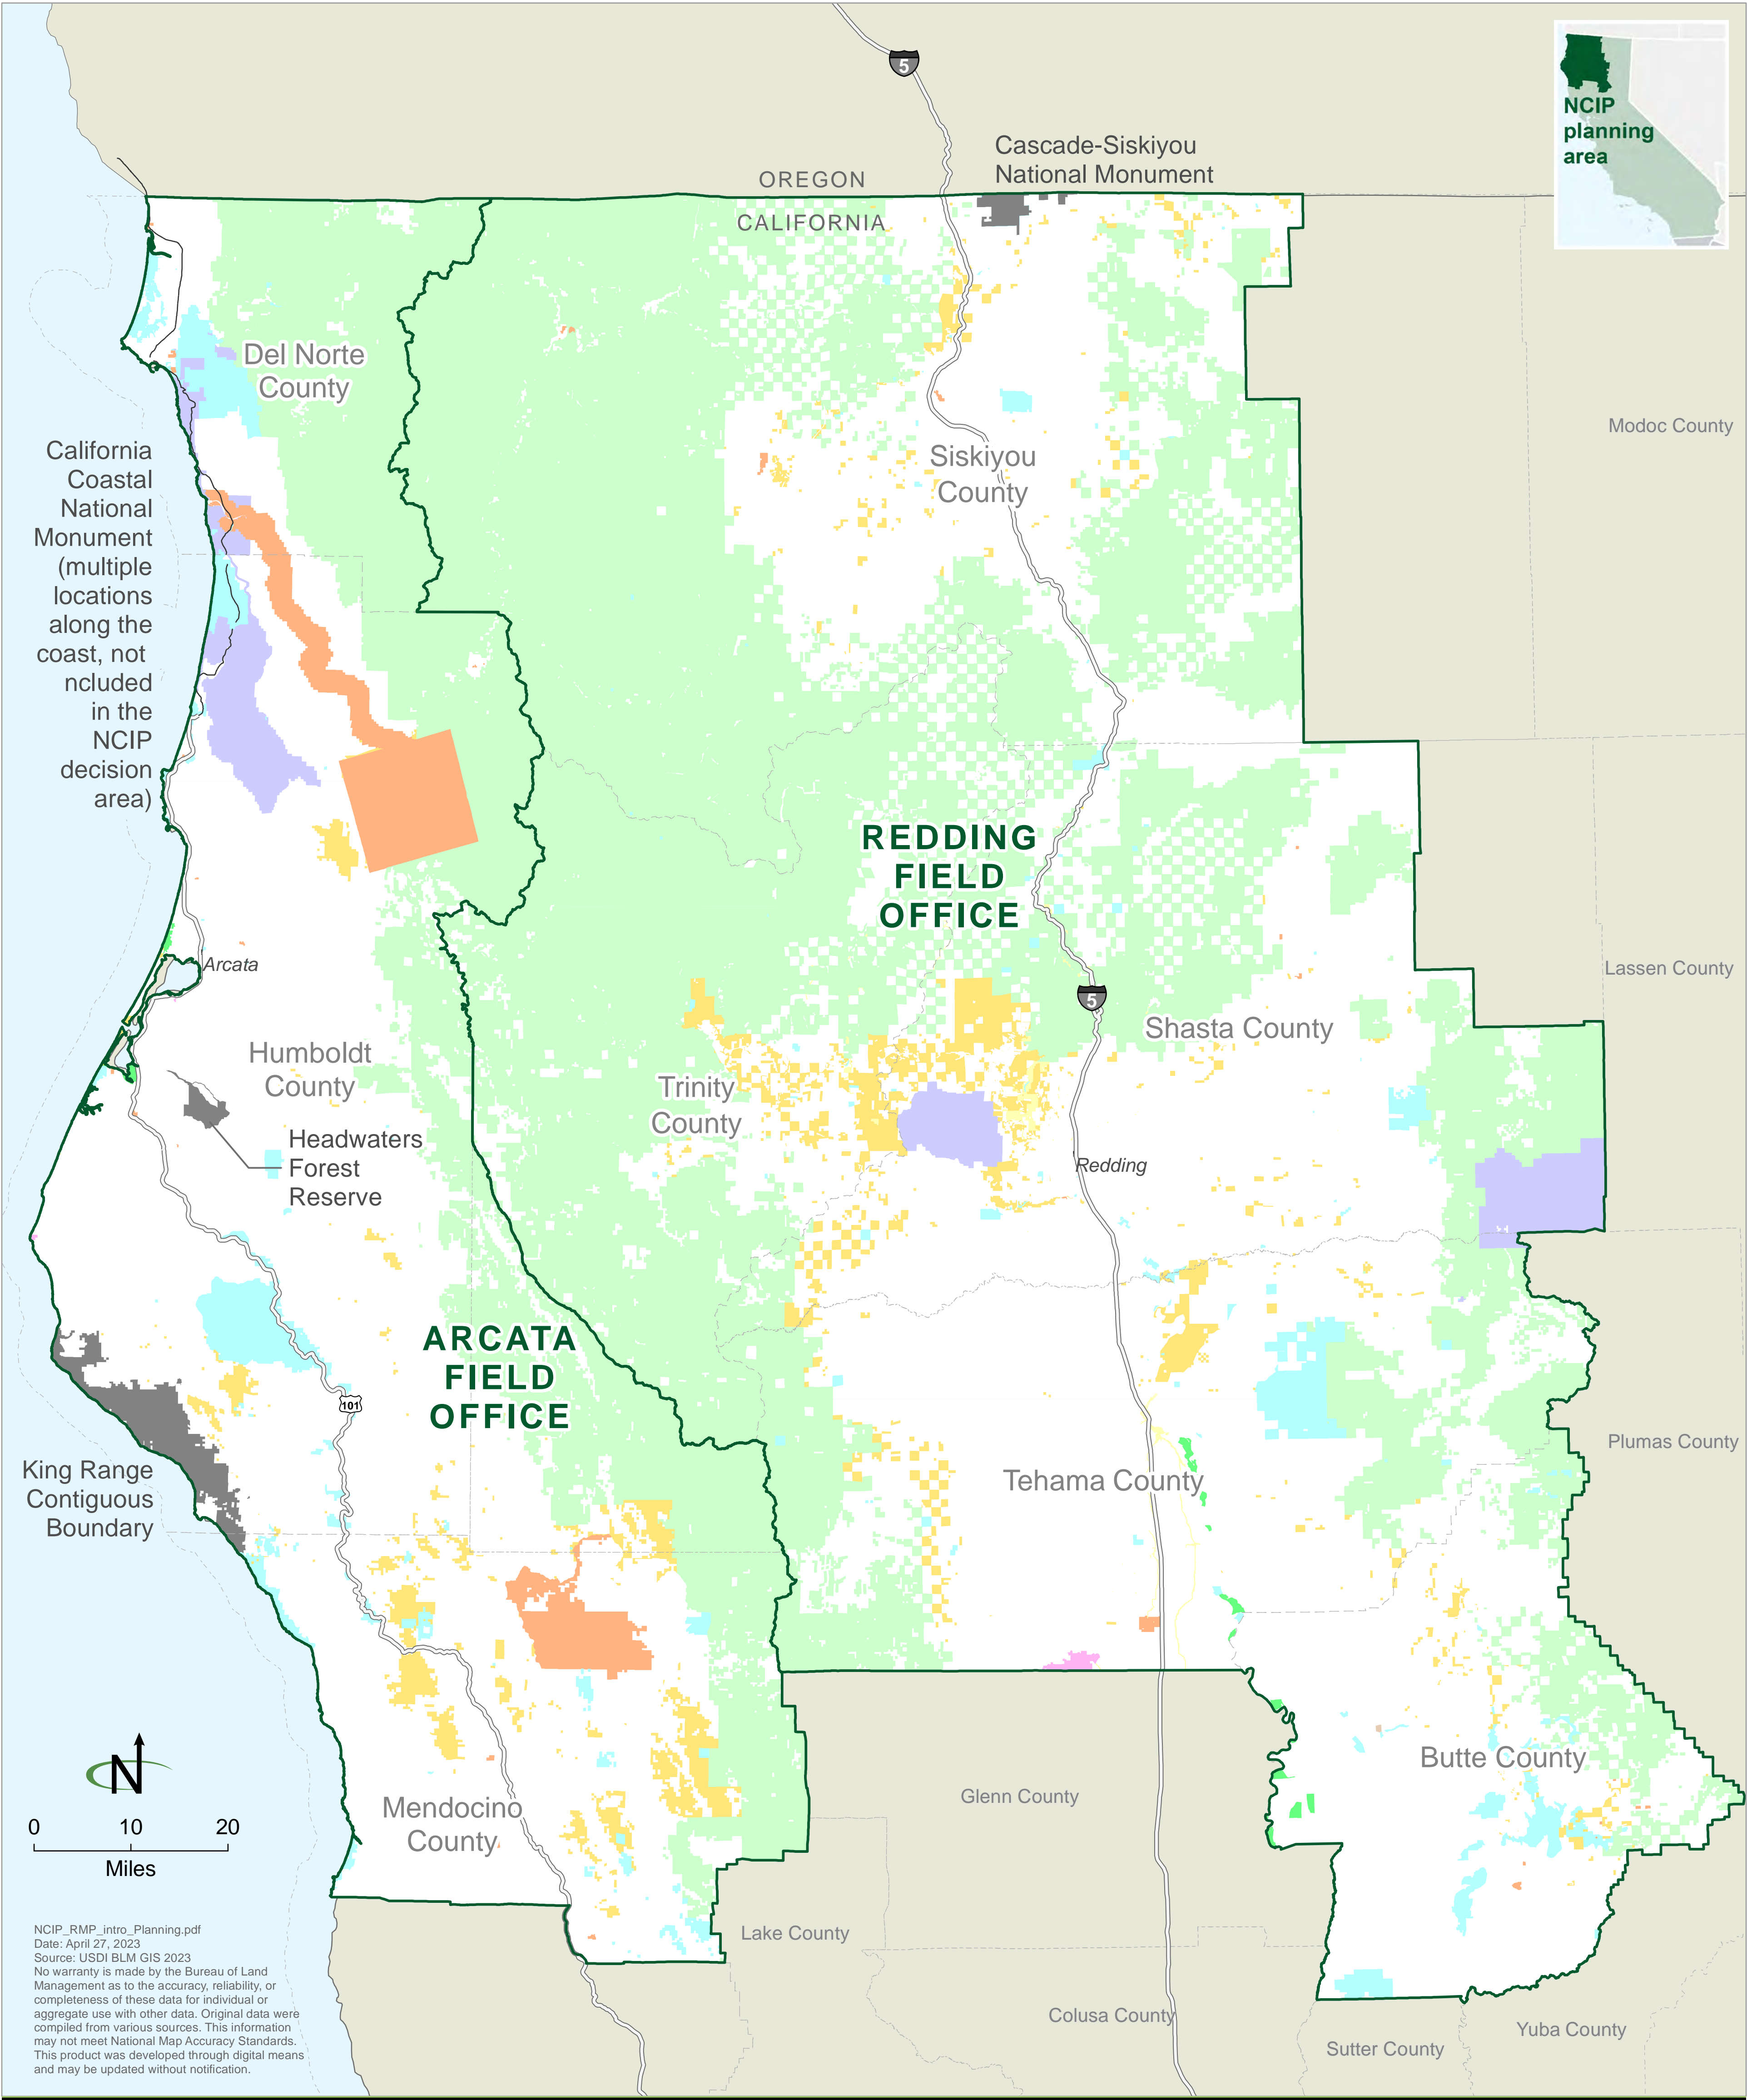 5
NCIP
planning
area
Cascade-Siskiyou
National Monument
OREGON
CALIFORNIA
Del Norte
County
Modoc County
California
Coastal
National
Monument
(multiple
locations
along the
coast, not
ncluded
in the
NCIP
decision
area)
Siskiyou
County
REDDING
FIELD
OFFICE
Arcata
Lassen County
5
Shasta County
Humboldt
County
Trinity
County
Headwaters
Forest
Reserve
Redding
ARCATA
FIELD
OFFICE
101
Plumas County
King Range
Contiguous
Boundary
Tehama County
N
Butte County
Glenn County
Mendocino
County
0 10 20
Miles
Lake County
Colusa County
Yuba County
Sutter County
NCIP_RMP_intro_Planning.pdf
Date: April 27, 2023
Source: USDI BLM GIS 2023
No warranty is made by the Bureau of Land
Management as to the accuracy, reliability, or
completeness of these data for individual or
aggregate use with other data. Original data were
compiled from various sources. This information
may not meet National Map Accuracy Standards.
This product was developed through digital means
and may be updated without notification.